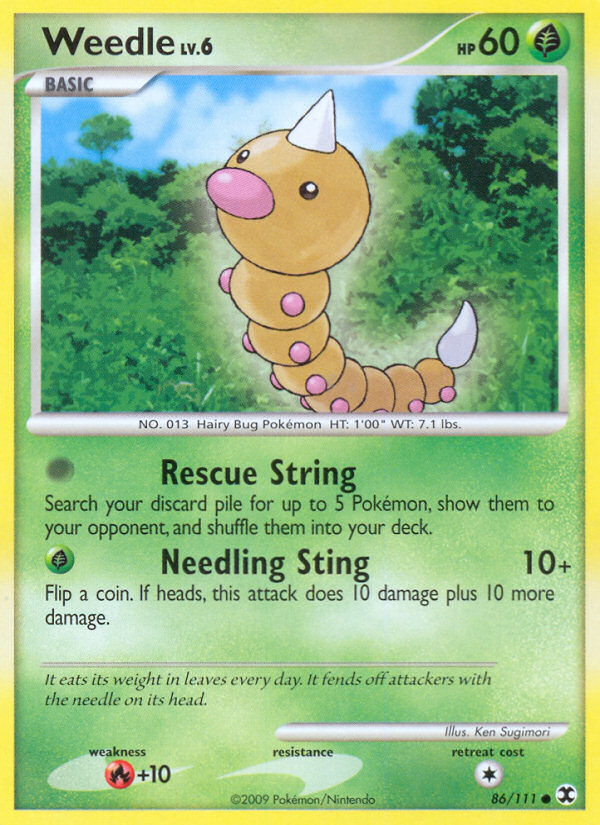 Weedle LV.6 HP 60
BASIC
NO. 013 Hairy Bug Pokémon HT: 1'00" WT: 7.1 lbs.
Rescue String
Search your discard pile for up to 5 Pokémon, show them to
your opponent, and shuffle them into your deck.
Needling Sting 10+
Flip a coin. If heads, this attack does 10 damage plus 10 more
damage.
It eats its weight in leaves every day. It fends off attackers with
the needle on its head.
Illus. Ken Sugimori
weakness resistance retreat cost
+10
©2009 Pokémon/Nintendo 86/111